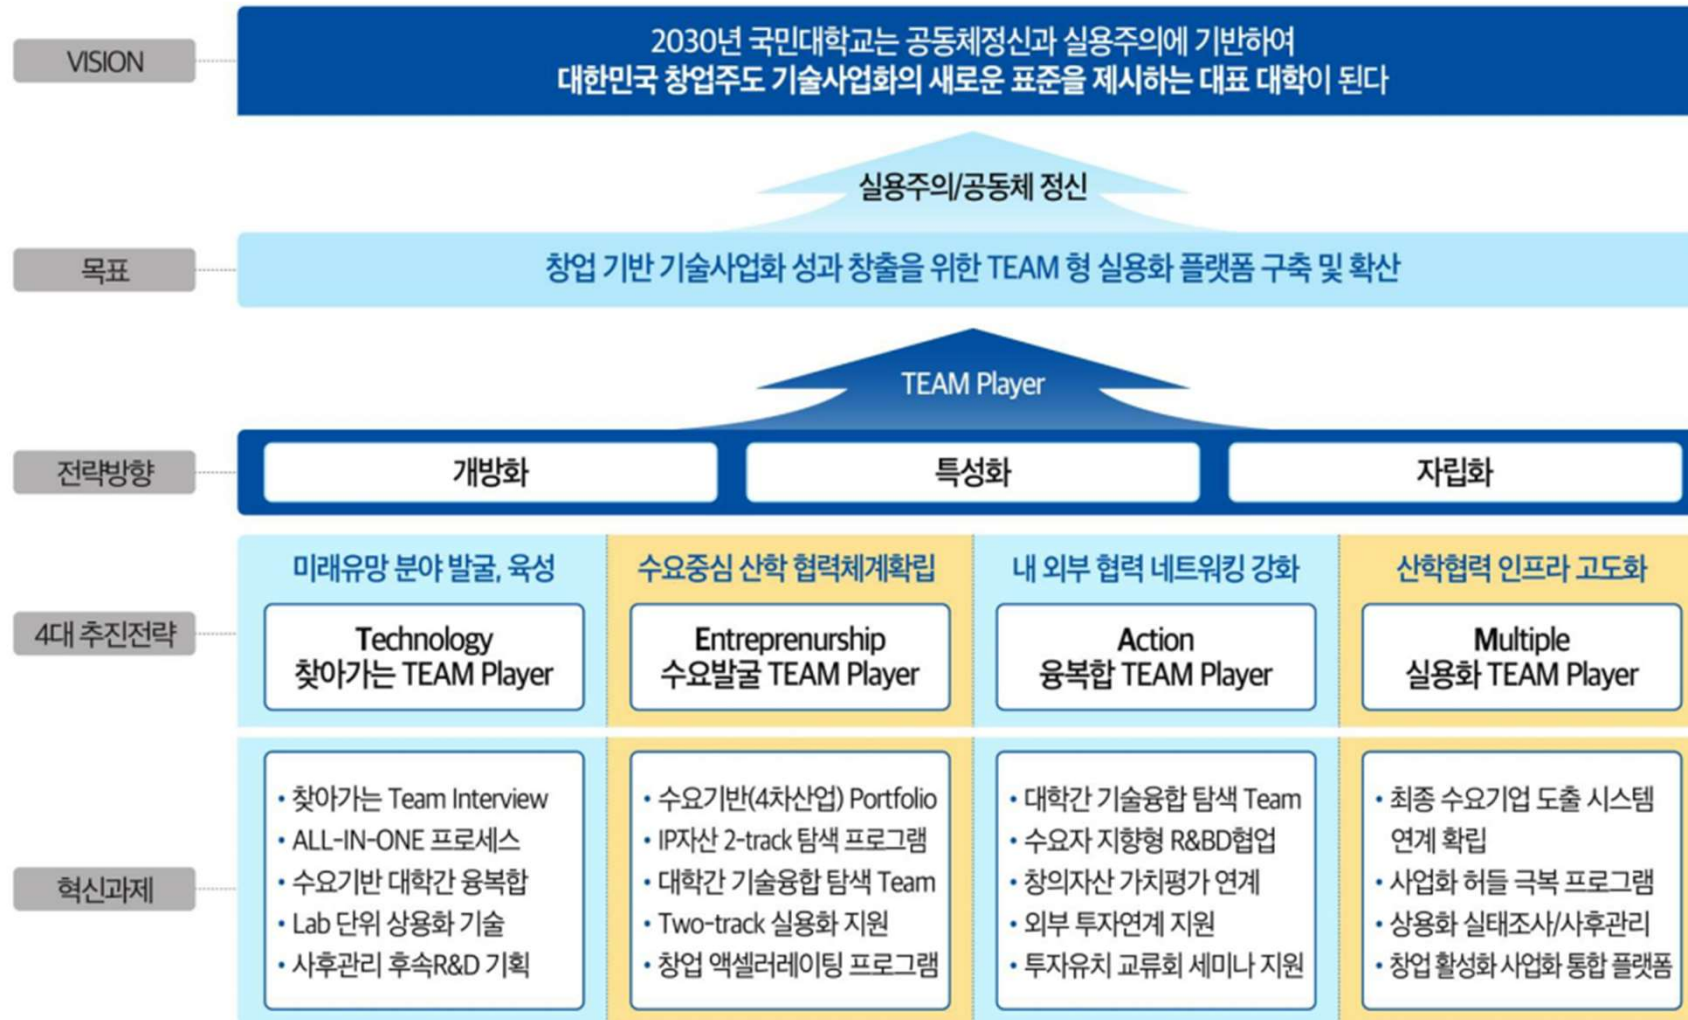 VISION
2030년 국민대학교는 공동체정신과 실용주의에 기반하여
대한민국 창업주도 기술사업화의 새로운 표준을 제시하는 대표 대학이 된다
실용주의/공동체 정신
목표
창업 기반 기술사업화 성과 창출을 위한 TEAM 형 실용화 플랫폼 구축 및 확산
TEAM Player
전략방향
개방화
특성화
자립화
4대 추진전략
미래유망 분야 발굴, 육성
Technology
찾아가는 TEAM Player
수요중심 산학 협력체계확립
Entreprenurship
수요발굴 TEAM Player
내 외부 협력 네트워킹 강화
Action
융복합 TEAM Player
산학협력 인프라 고도화
Multiple
실용화 TEAM Player
혁신과제
• 찾아가는 Team Interview
• ALL-IN-ONE 프로세스
• 수요기반 대학간 융복합
• Lab 단위 상용화 기술
• 사후관리 후속R&D 기획
• 수요기반(4차산업) Portfolio
• IP자산 2-track 탐색 프로그램
• 대학간 기술융합 탐색 Team
• Two-track 실용화 지원
• 창업 액셀러레이팅 프로그램
• 대학간 기술융합 탐색 Team
• 수요자 지향형 R&BD협업
• 창의자산 가치평가 연계
• 외부 투자연계 지원
• 투자유치 교류회 세미나 지원
• 최종 수요기업 도출 시스템
연계 확립
• 사업화 허들 극복 프로그램
• 상용화 실태조사/사후관리
• 창업 활성화 사업화 통합 플랫폼